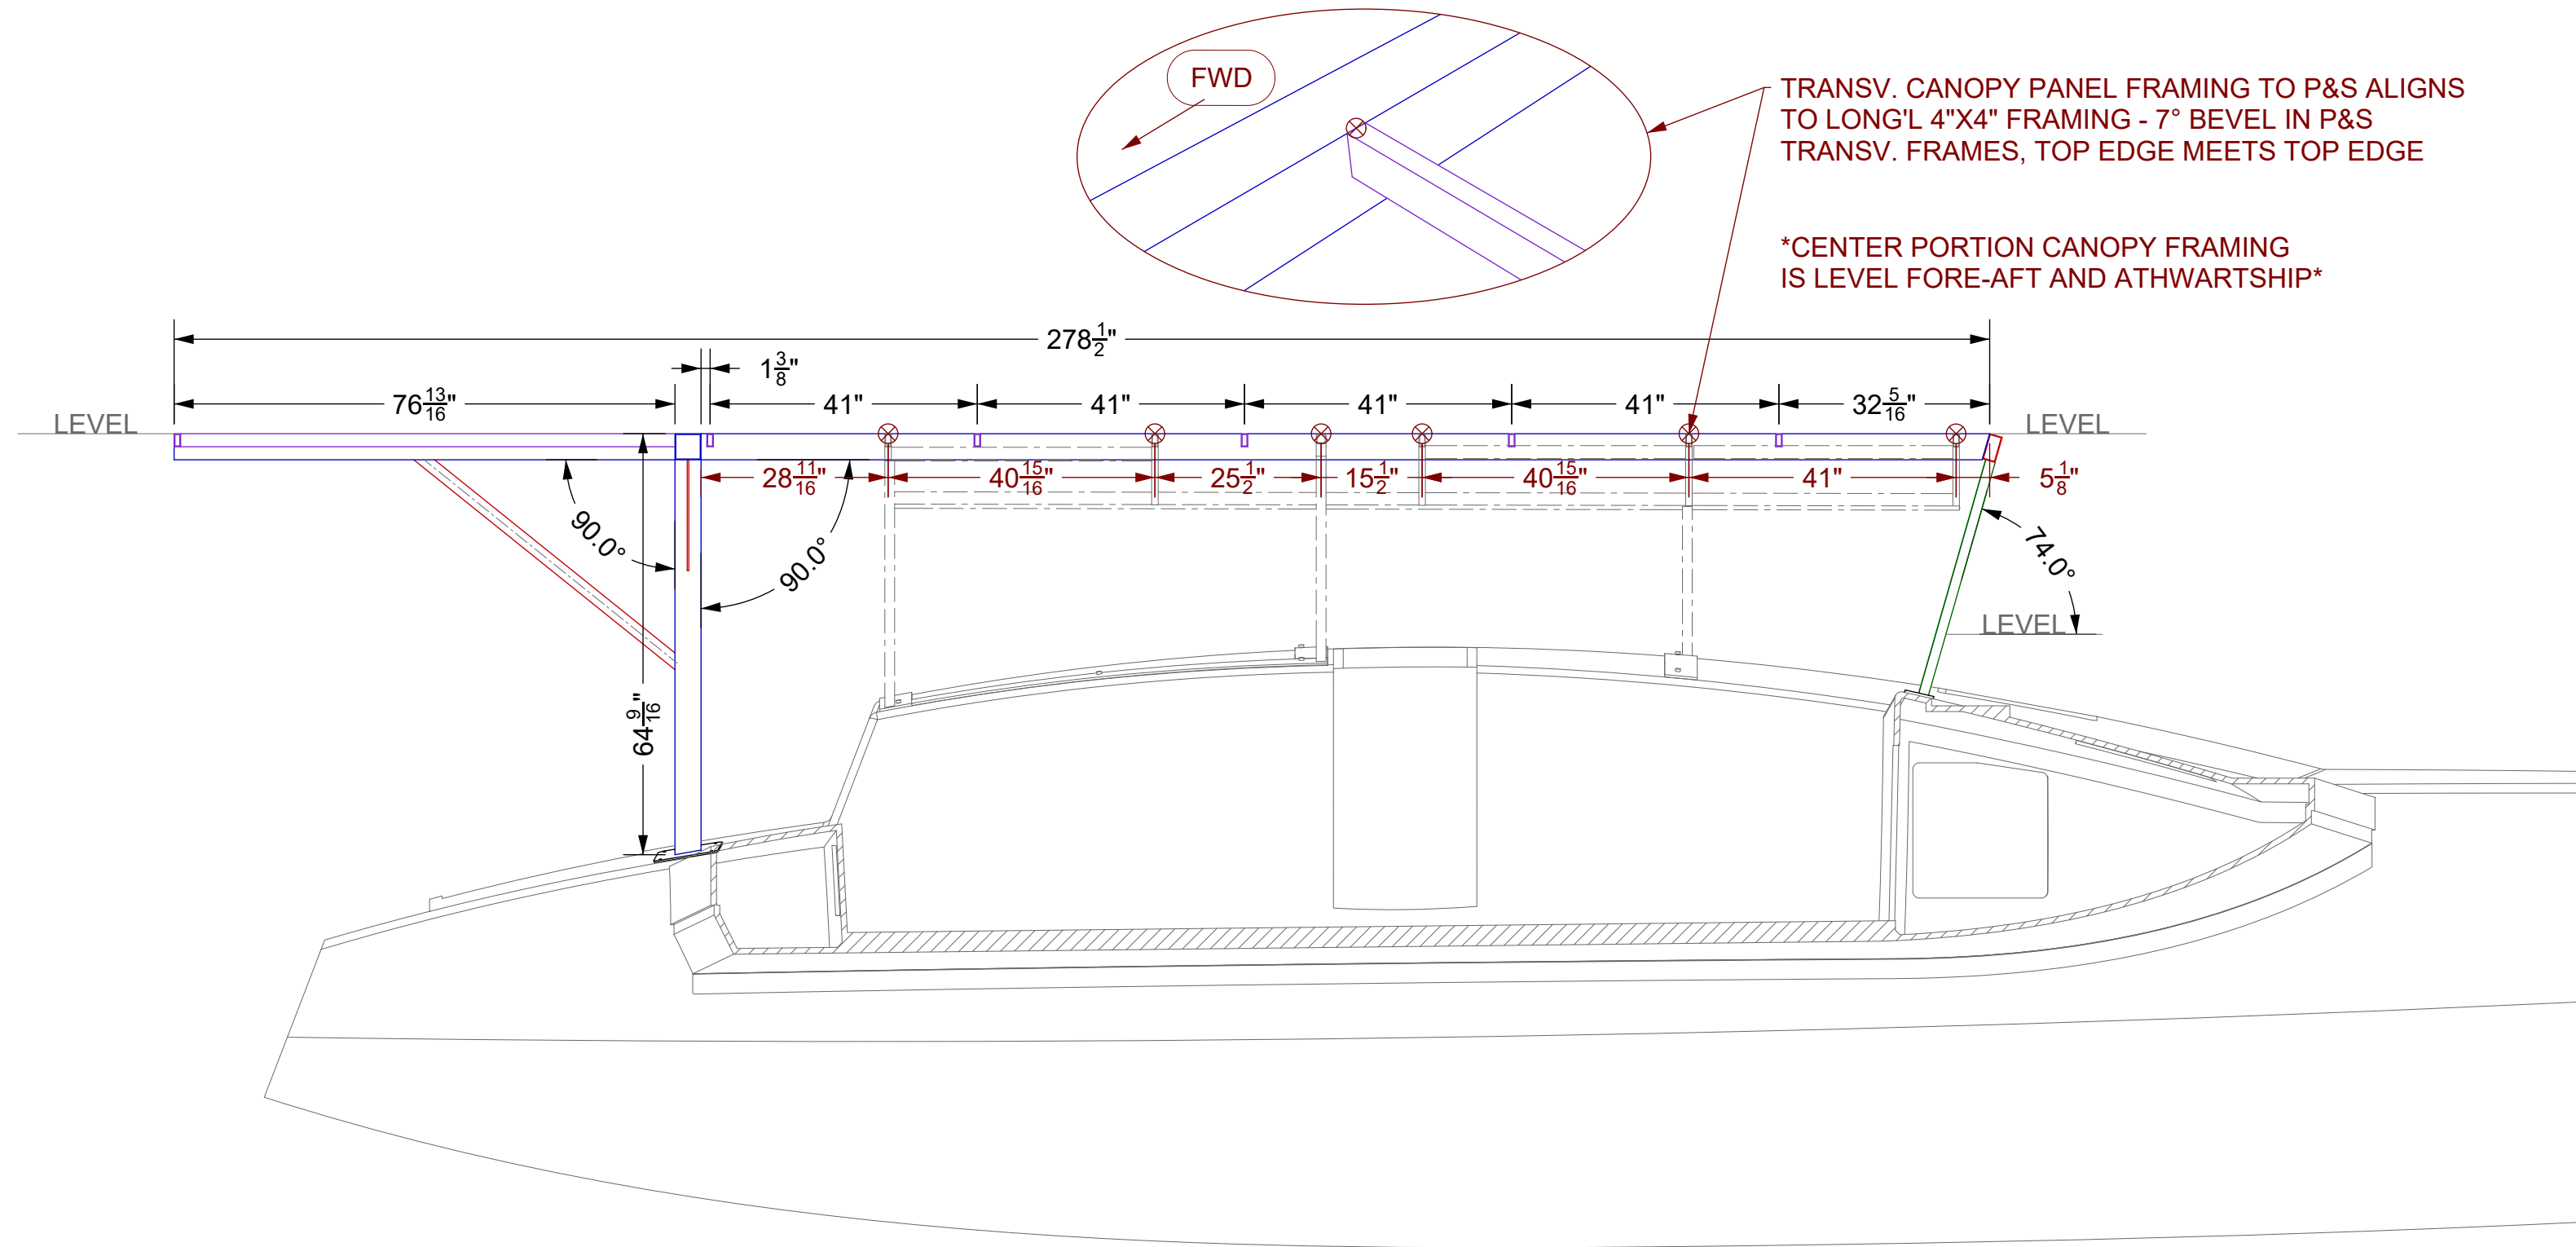 FWD
TRANSV. CANOPY PANEL FRAMING TO P&S ALIGNS
TO LONG'L 4"X4" FRAMING - 7° BEVEL IN P&S
TRANSV. FRAMES, TOP EDGE MEETS TOP EDGE
*CENTER PORTION CANOPY FRAMING
IS LEVEL FORE-AFT AND ATHWARTSHIP*
278 1/2"
1 3/8"
76 13/16"
41"
41"
41"
41"
32 5/16"
LEVEL
LEVEL
28 11/16"
40 15/16"
25 1/2"
15 1/2"
40 15/16"
41"
5 1/8"
90.0°
90.0°
74.0°
LEVEL
64 9/16"